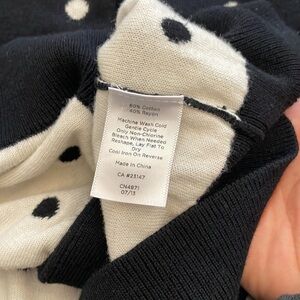 60% Cotton
40% Rayon
Machine Wash Cold
Gentle Cycle
Only Non-Chlorine
Bleach When Needed
Reshape, Lay Flat To
Dry
Cool Iron On Reverse
Made In China
CA #23147
CN4971
07/13